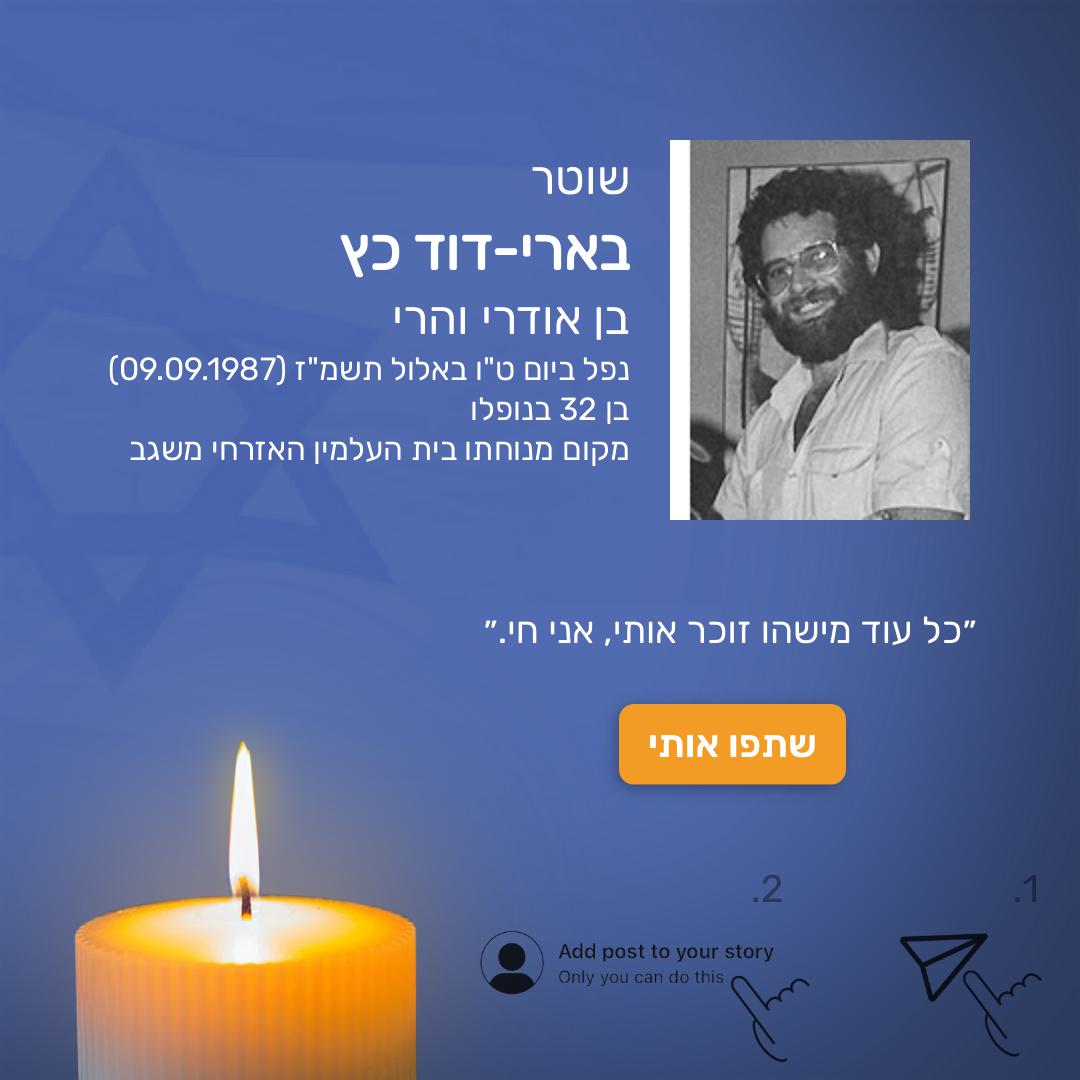 שוטר
בארי-דוד כץ
בן אודרי והרי
נפל ביום ט"ו באלול תשמ"ז (09.09.1987)
בן 32 בנופלו
מקום מנוחתו בית העלמין האזרחי משגב
״כל עוד מישהו זוכר אותי, אני חי.״
שתפו אותי
.1
.2
Add post to your story
Only you can do this